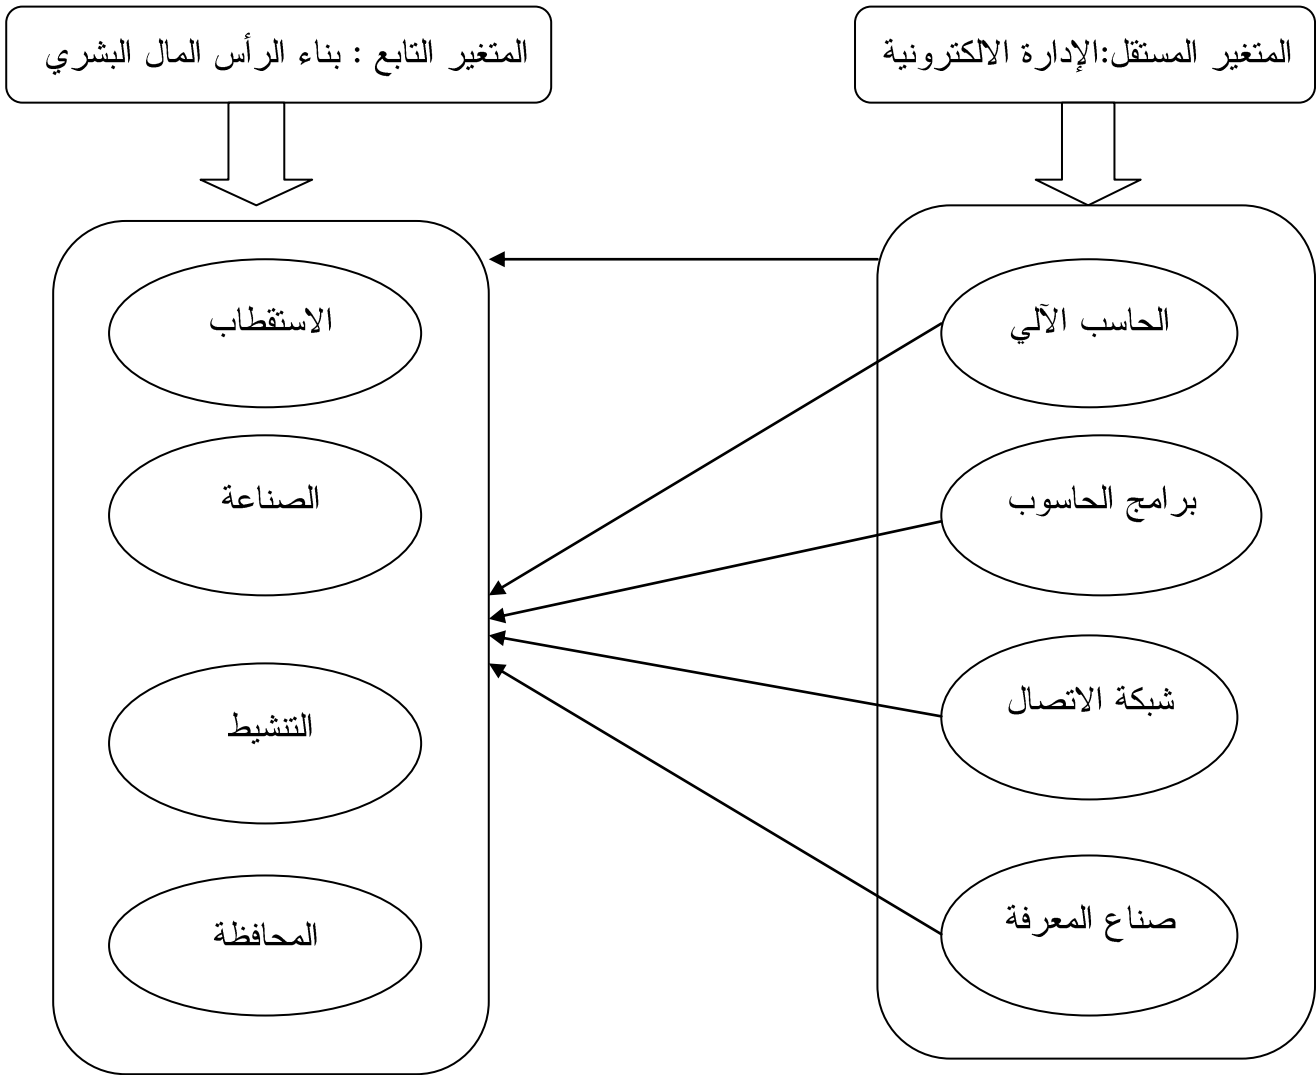 المتغير المستقل:الإدارة الالكترونية
المتغير التابع : بناء الرأس المال البشري
الحاسب الآلي
برامج الحاسوب
شبكة الاتصال
صناع المعرفة
الاستقطاب
الصناعة
التنشيط
المحافظة